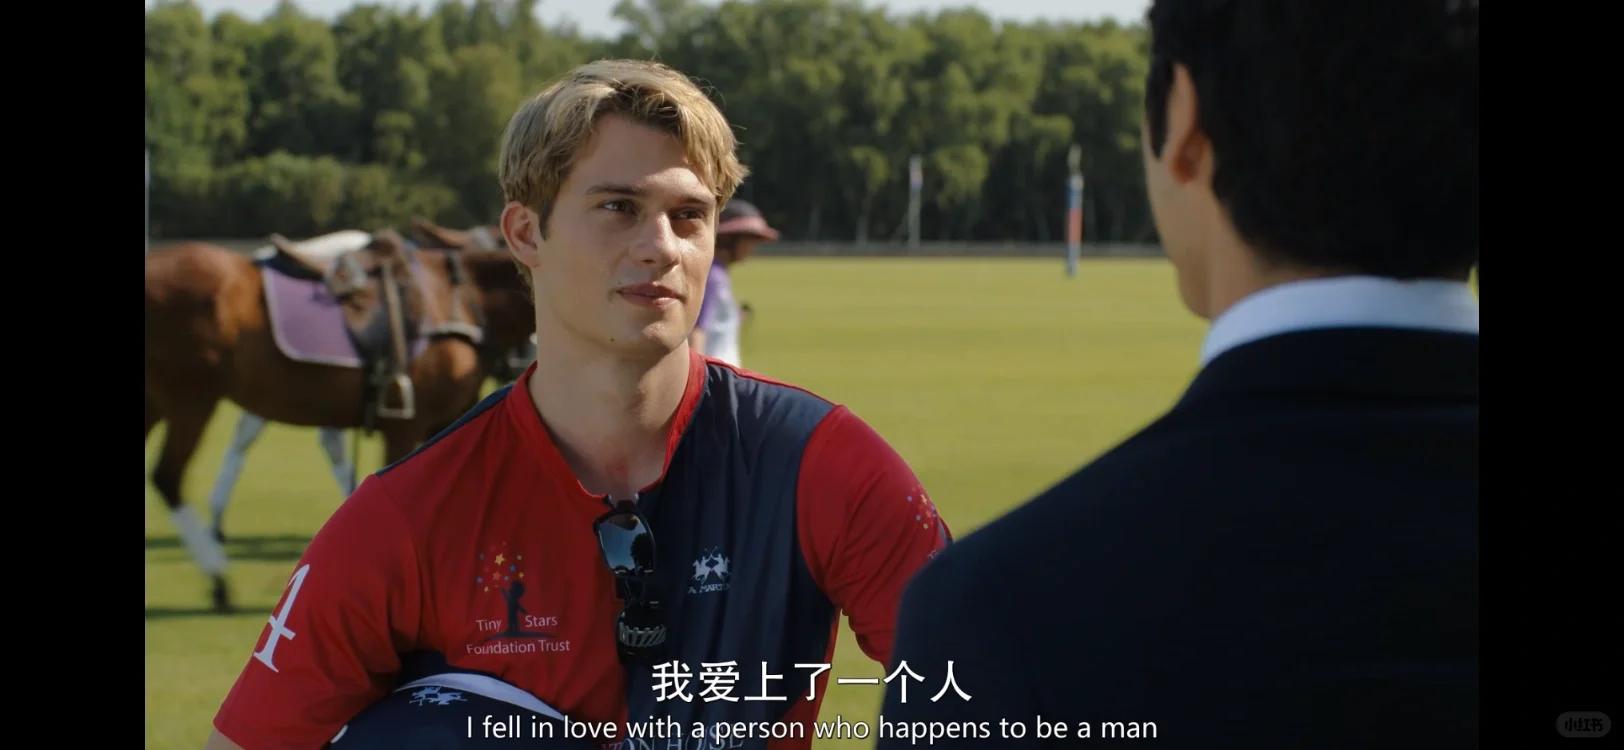 4
Tiny Stars
Foundation Trust
我爱上了一个人
I fell in love with a person who happens to be a man
小红书